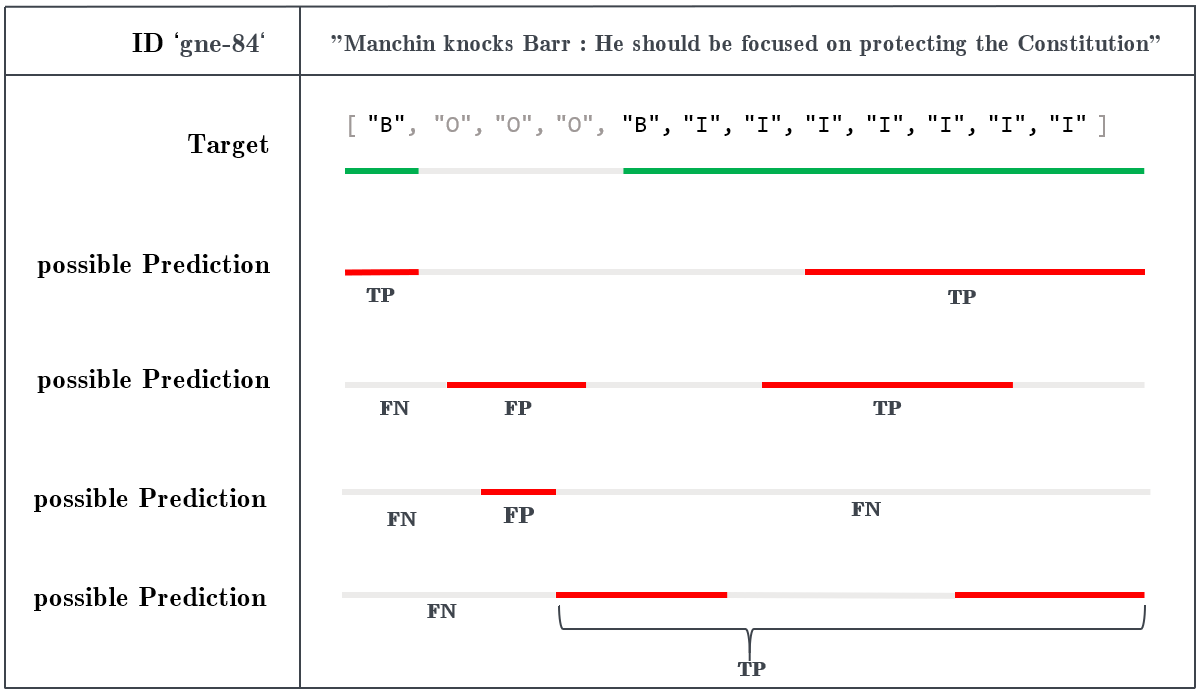 ID ‘gne-84‘ ”Manchin knocks Barr : He should be focused on protecting the Constitution”
Target [ "B", "O", "O", "O", "B", "I", "I", "I", "I", "I", "I", "I" ]
possible Prediction
TP TP
possible Prediction
FN FP TP
possible Prediction
FN FP FN
possible Prediction
FN
TP